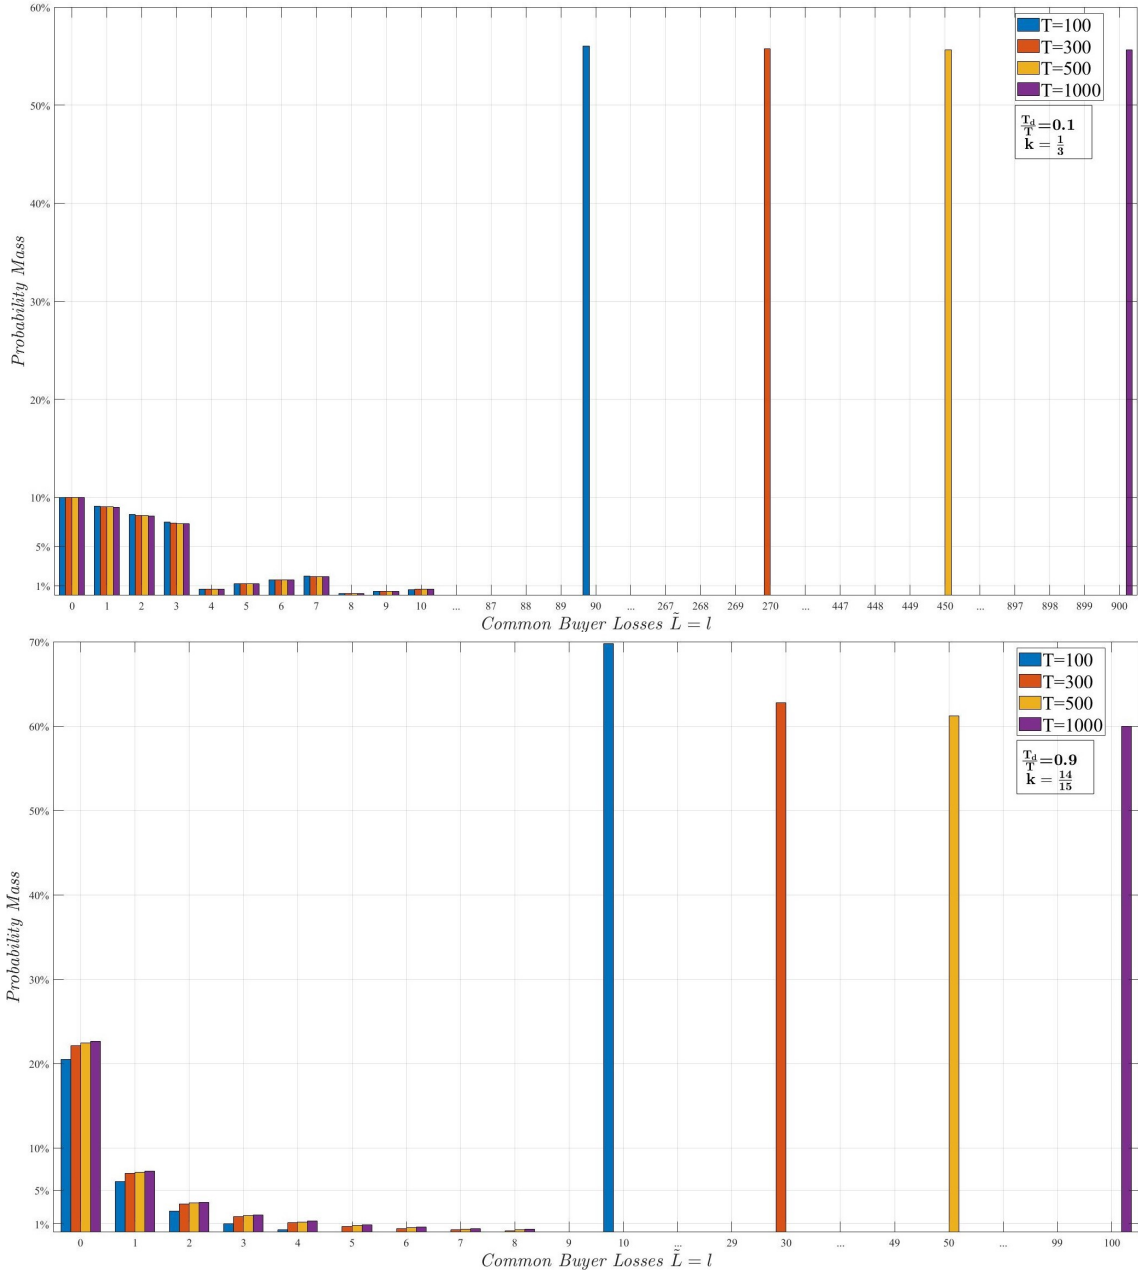 60%
50%
40%
30%
20%
10%
5%
1%
Probability Mass
T=100
T=300
T=500
T=1000
T_d/T=0.1
k = 1/3
0 1 2 3 4 5 6 7 8 9 10 ... 87 88 89 90 ... 267 268 269 270 ... 447 448 449 450 ... 897 898 899 900
Common Buyer Losses L̃ = l
70%
60%
50%
40%
30%
20%
10%
5%
1%
Probability Mass
T=100
T=300
T=500
T=1000
T_d/T=0.9
k = 14/15
0 1 2 3 4 5 6 7 8 9 10 ... 29 30 ... 49 50 ... 99 100
Common Buyer Losses L̃ = l